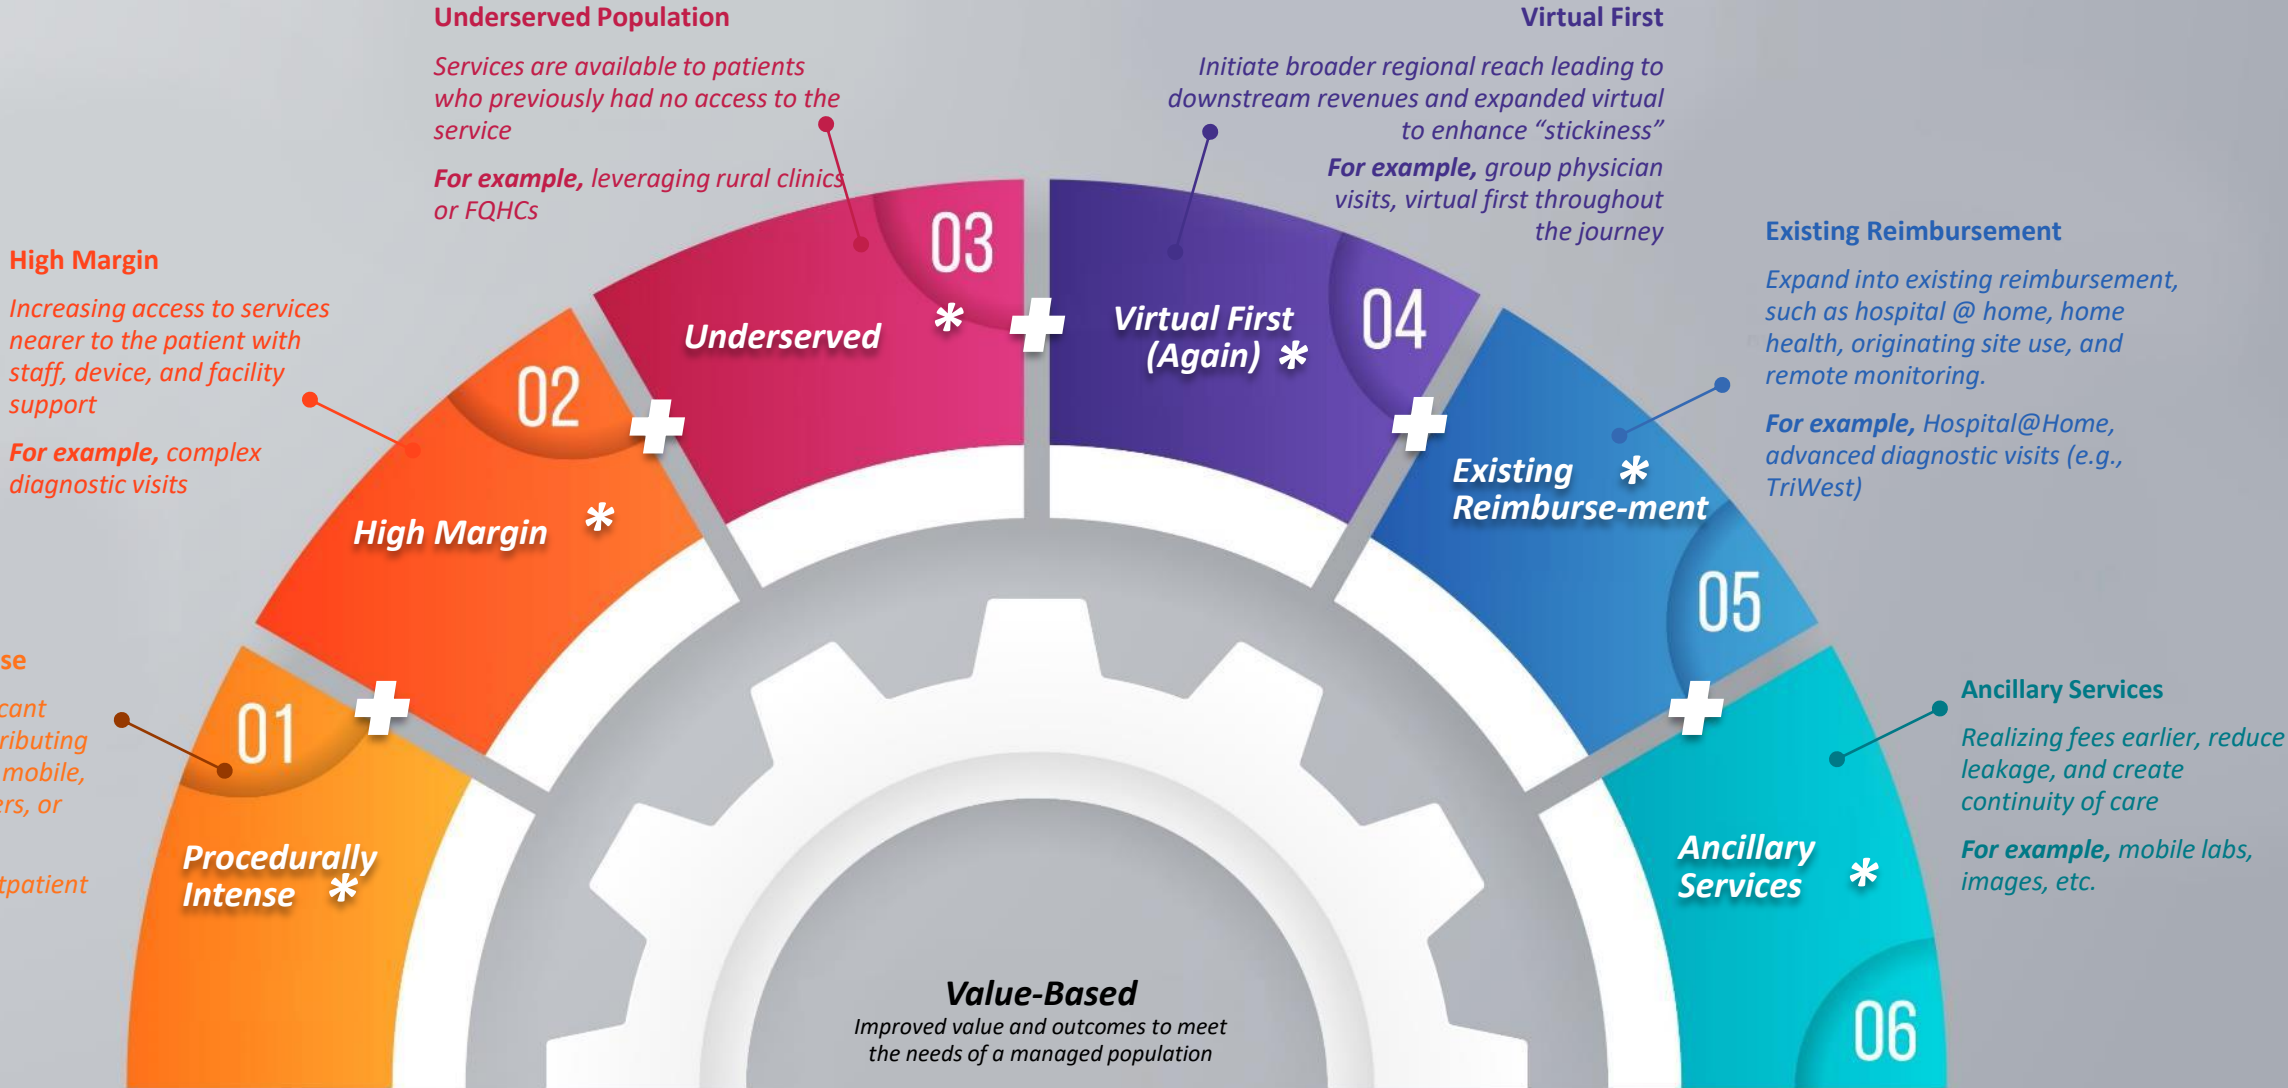 Underserved Population
Services are available to patients
who previously had no access to the
service
For example, leveraging rural clinics
or FQHCs
Virtual First
Initiate broader regional reach leading to
downstream revenues and expanded virtual
to enhance “stickiness”
For example, group physician
visits, virtual first throughout
the journey
High Margin
Increasing access to services
nearer to the patient with
staff, device, and facility
support
For example, complex
diagnostic visits
Existing Reimbursement
Expand into existing reimbursement,
such as hospital @ home, home
health, originating site use, and
remote monitoring.
For example, Hospital@Home,
advanced diagnostic visits (e.g.,
TriWest)
mobile,
or
Ancillary Services
Realizing fees earlier, reduce
leakage, and create
continuity of care
For example, mobile labs,
images, etc.
01
Procedurally
Intense *
02
High Margin *
03
Underserved *
04
Virtual First
(Again) *
Existing *
Reimburse-ment
05
Ancillary
Services *
06
Value-Based
Improved value and outcomes to meet
the needs of a managed population